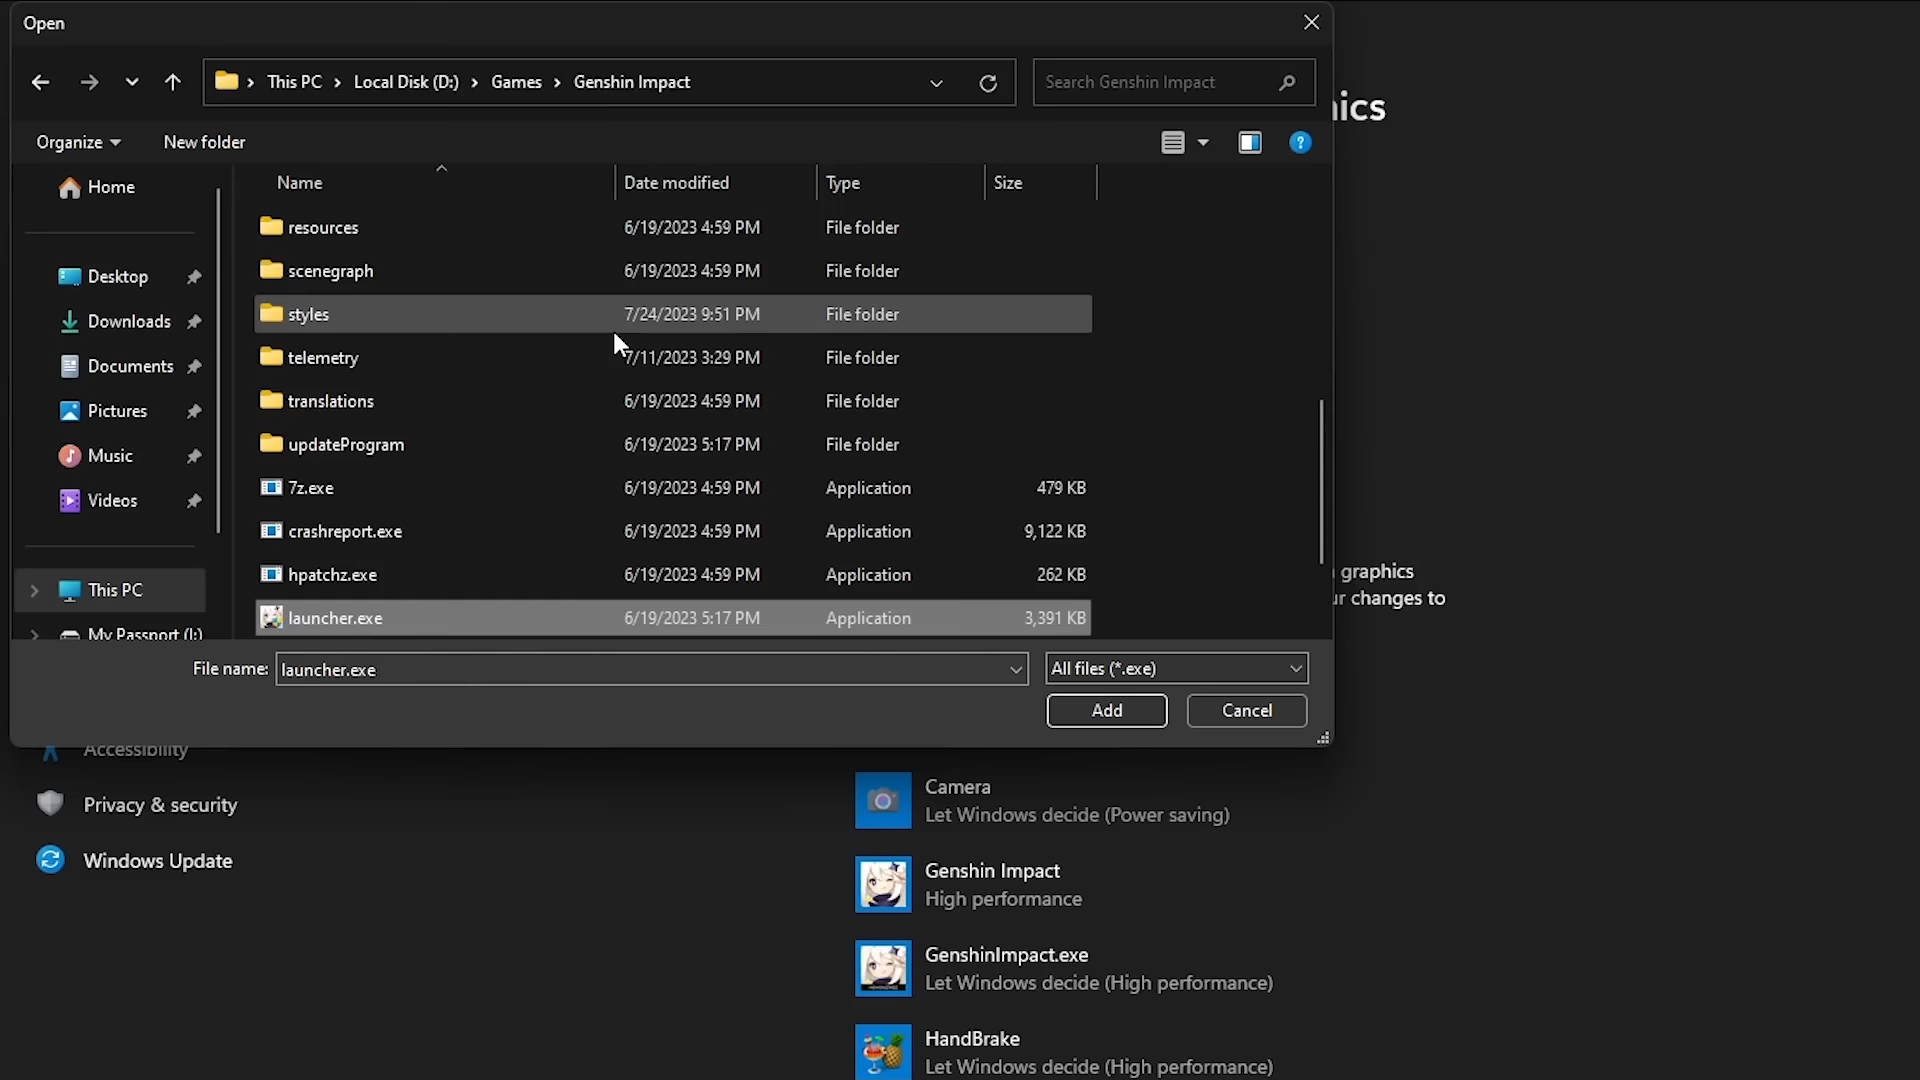 Open
This PC > Local Disk (D:) > Games > Genshin Impact
Search Genshin Impact
Organize
New folder
Name
Date modified
Type
Size
Home
Desktop
Downloads
Documents
Pictures
Music
Videos
This PC
My Passport (I:)
resources 6/19/2023 4:59 PM File folder
scenegraph 6/19/2023 4:59 PM File folder
styles 7/24/2023 9:51 PM File folder
telemetry 7/11/2023 3:29 PM File folder
translations 6/19/2023 4:59 PM File folder
updateProgram 6/19/2023 5:17 PM File folder
7z.exe 6/19/2023 4:59 PM Application 479 KB
crashreport.exe 6/19/2023 4:59 PM Application 9,122 KB
hpatchz.exe 6/19/2023 4:59 PM Application 262 KB
launcher.exe 6/19/2023 5:17 PM Application 3,391 KB
File name: launcher.exe
All files (*.exe)
Add
Cancel
graphics
changes to
Accessibility
Privacy & security
Windows Update
Camera
Let Windows decide (Power saving)
Genshin Impact
High performance
GenshinImpact.exe
Let Windows decide (High performance)
HandBrake
Let Windows decide (High performance)